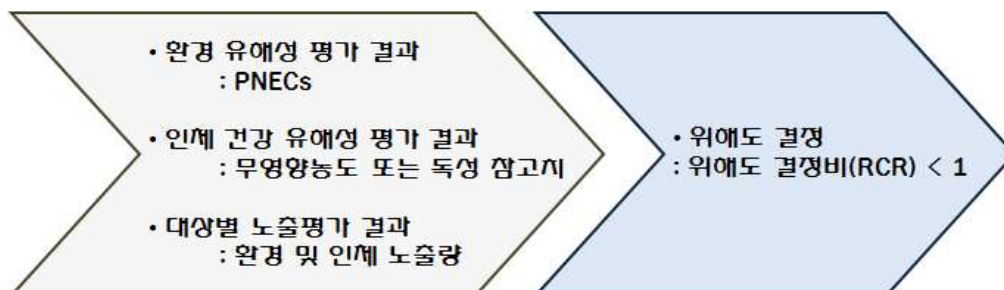 • 환경 유해성 평가 결과
: PNECs
• 인체 건강 유해성 평가 결과
: 무영향농도 또는 독성 참고치
• 대상별 노출평가 결과
: 환경 및 인체 노출량
• 위해도 결정
: 위해도 결정비(RCR) < 1